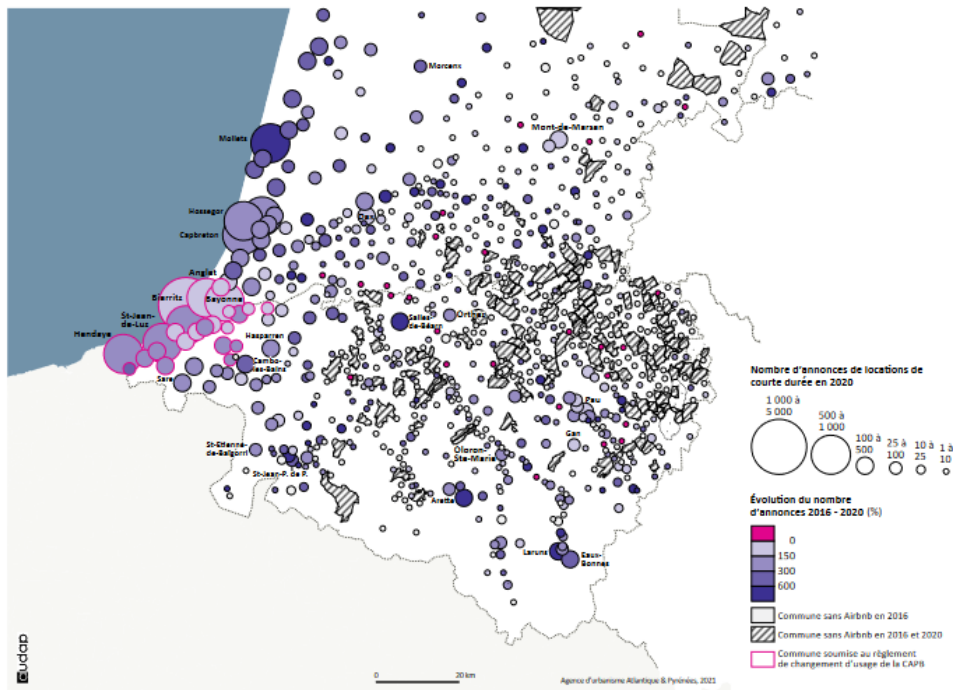 Morcenx
Mont-de-Marsan
Moliets
Dax
Hossegor
Capbreton
Anglet
Biarritz
Bayonne
St-Jean-
de-Luz
Hendaye
Salies-
de-Béarn
Orthez
Hasparren
Cambo-
les-Bains
Sare
Pau
Gan
St-Etienne-
de-Baïgorri
Oloron-
Ste-Marie
St-Jean-P. de P.
Arette
Laruns
Eaux-
Bonnes
Nombre d'annonces de locations de
courte durée en 2020
1 000 à
5 000
500 à
1 000
100 à
500
25 à
100
10 à
25
1 à
10
Évolution du nombre
d'annonces 2016 - 2020 (%)
0
150
300
600
Commune sans Airbnb en 2016
Commune sans Airbnb en 2016 et 2020
Commune soumise au règlement
de changement d'usage de la CAPB
audap
0 20 km
Agence d'urbanisme Atlantique & Pyrénées, 2021